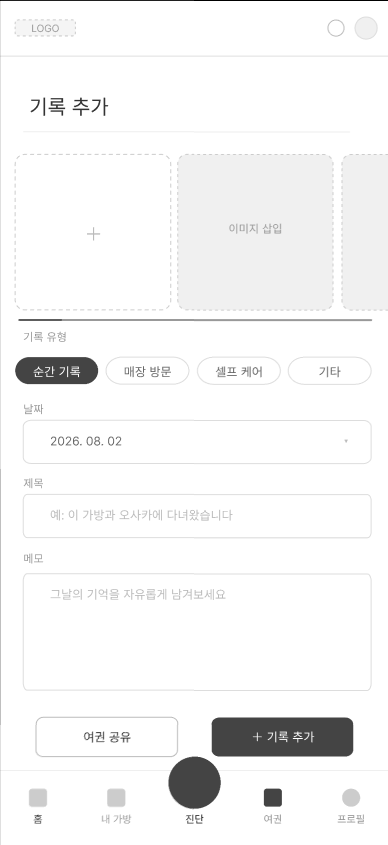 LOGO
기록 추가
+
이미지 삽입
기록 유형
순간 기록 매장 방문 셀프 케어 기타
날짜
2026. 08. 02
제목
예: 이 가방과 오사카에 다녀왔습니다
메모
그날의 기억을 자유롭게 남겨보세요
여권 공유 + 기록 추가
홈 내 가방 진단 여권 프로필